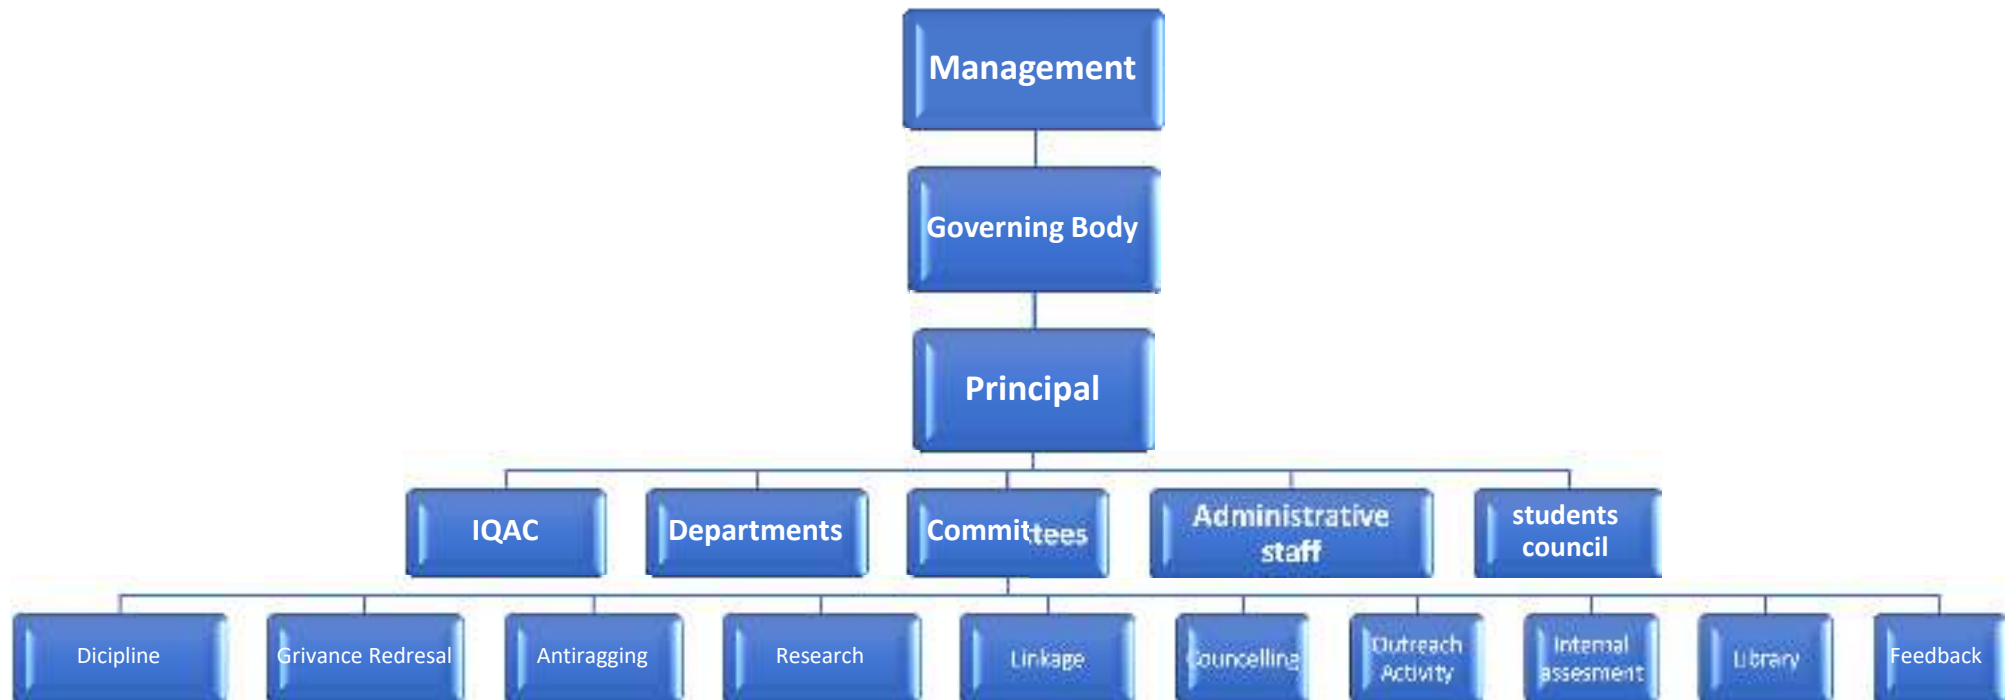 Management
Governing Body
Principal
IQAC
Departments
Committees
Administrative
staff
students
council
Dicipline
Grivance Redresal
Antiragging
Research
Linkage
Councelling
Outreach
Activity
Internal
assesment
Library
Feedback